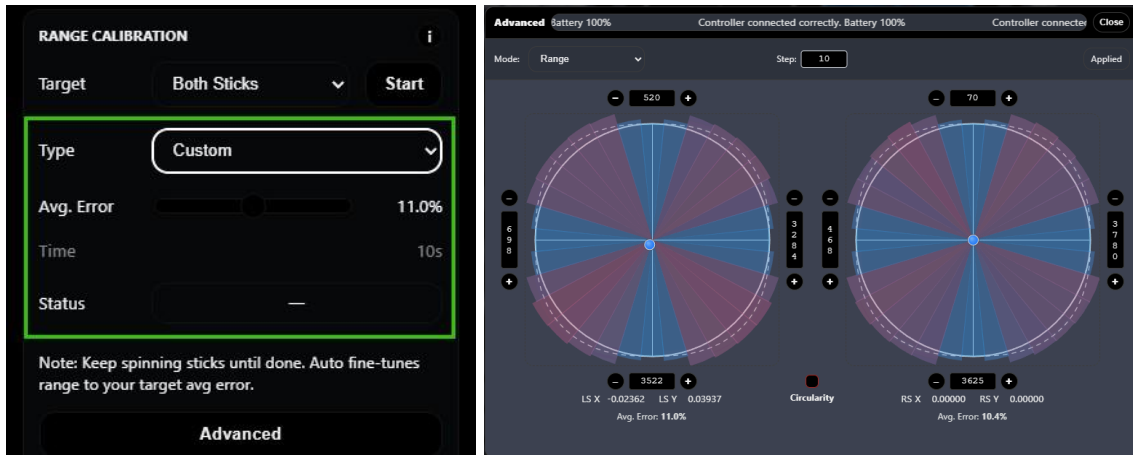 RANGE CALIBRATION i
Target Both Sticks Start
Type Custom
Avg. Error 11.0%
Time 10s
Status —
Note: Keep spinning sticks until done. Auto fine-tunes
range to your target avg error.
Advanced
Advanced Battery 100% Controller connected correctly. Battery 100% Controller connecte Close
Mode: Range Step: 10 Applied
− 520 + − 70 +
− 698 + − 3284 + − 468 + − 3780 +
− 3522 + − 3625 +
LS X -0.02362 LS Y 0.03937 Circularity RS X 0.00000 RS Y 0.00000
Avg. Error: 11.0% Avg. Error: 10.4%